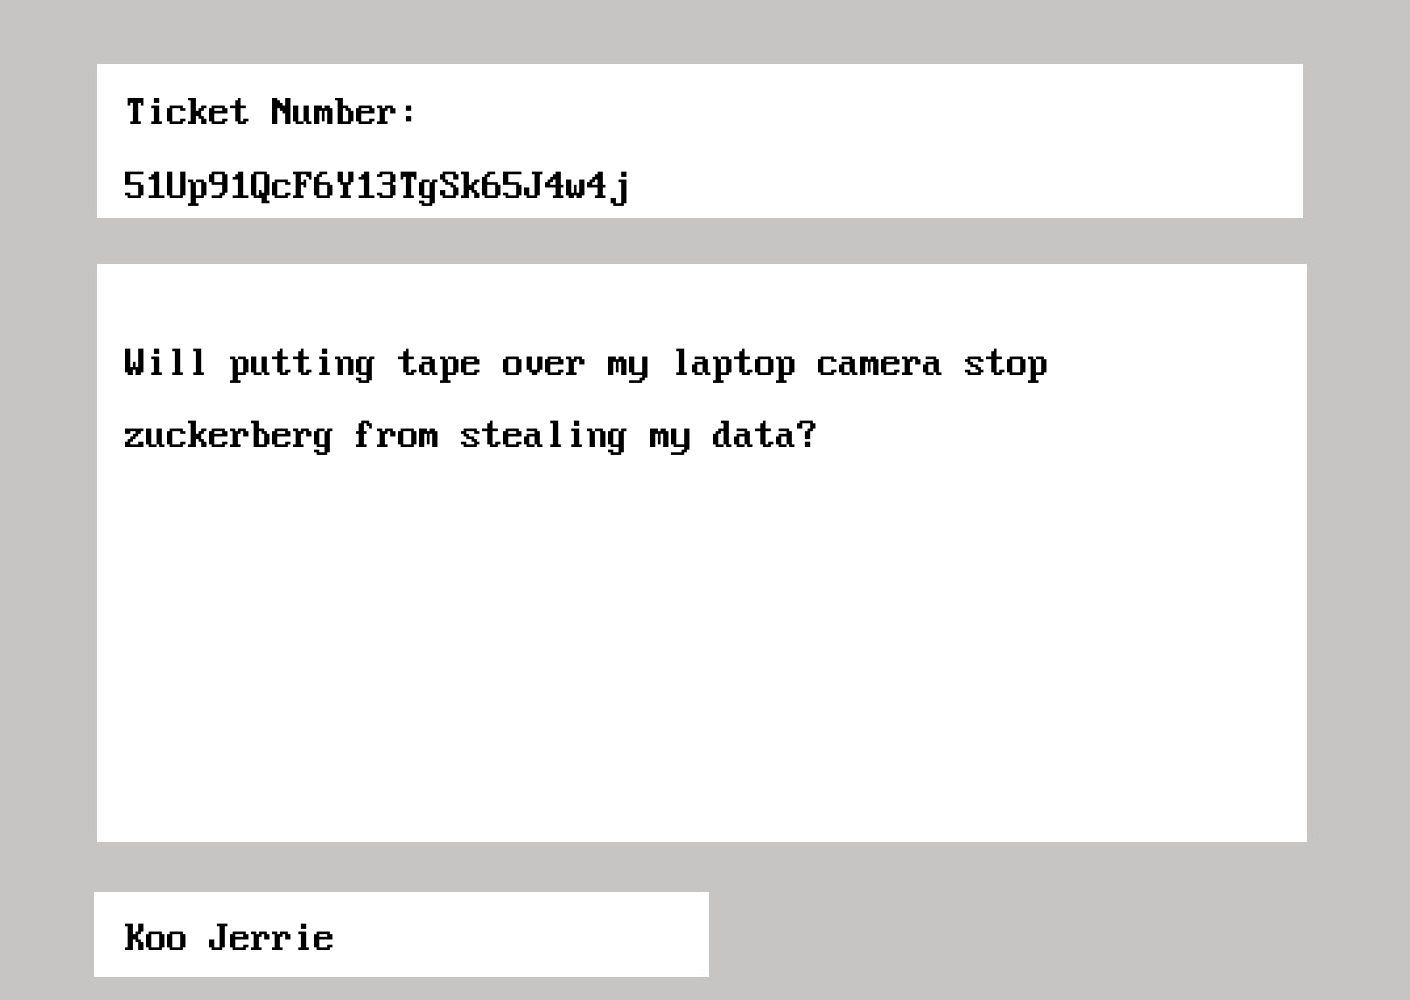 Ticket Number:
51Up91QcF6Y13TgSk65J4w4j
Will putting tape over my laptop camera stop
zuckerberg from stealing my data?
Koo Jerrie